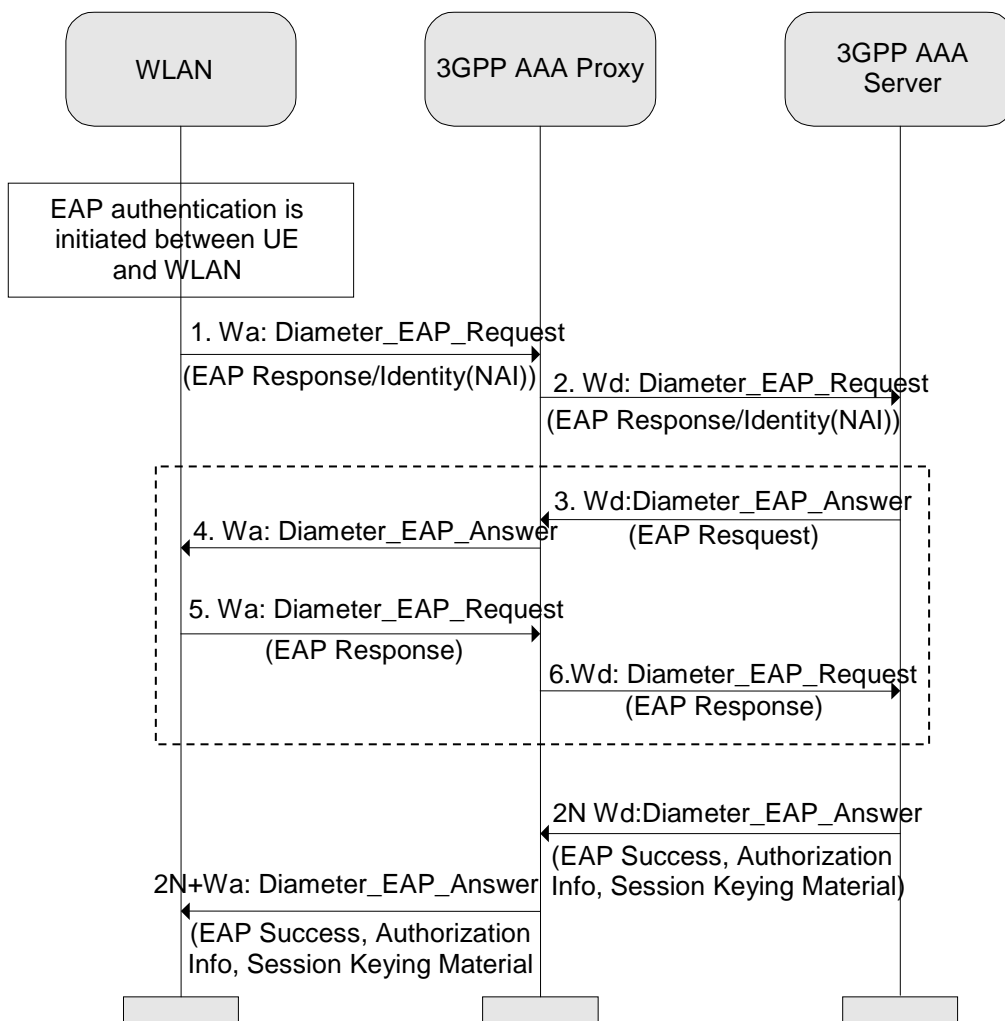 WLAN
3GPP AAA Proxy
3GPP AAA
Server
EAP authentication is
initiated between UE
and WLAN
1. Wa: Diameter_EAP_Request
(EAP Response/Identity(NAI))
2. Wd: Diameter_EAP_Request
(EAP Response/Identity(NAI))
3. Wd:Diameter_EAP_Answer
(EAP Resquest)
4. Wa: Diameter_EAP_Answer
5. Wa: Diameter_EAP_Request
(EAP Response)
6.Wd: Diameter_EAP_Request
(EAP Response)
2N Wd:Diameter_EAP_Answer
(EAP Success, Authorization
Info, Session Keying Material)
2N+Wa: Diameter_EAP_Answer
(EAP Success, Authorization
Info, Session Keying Material